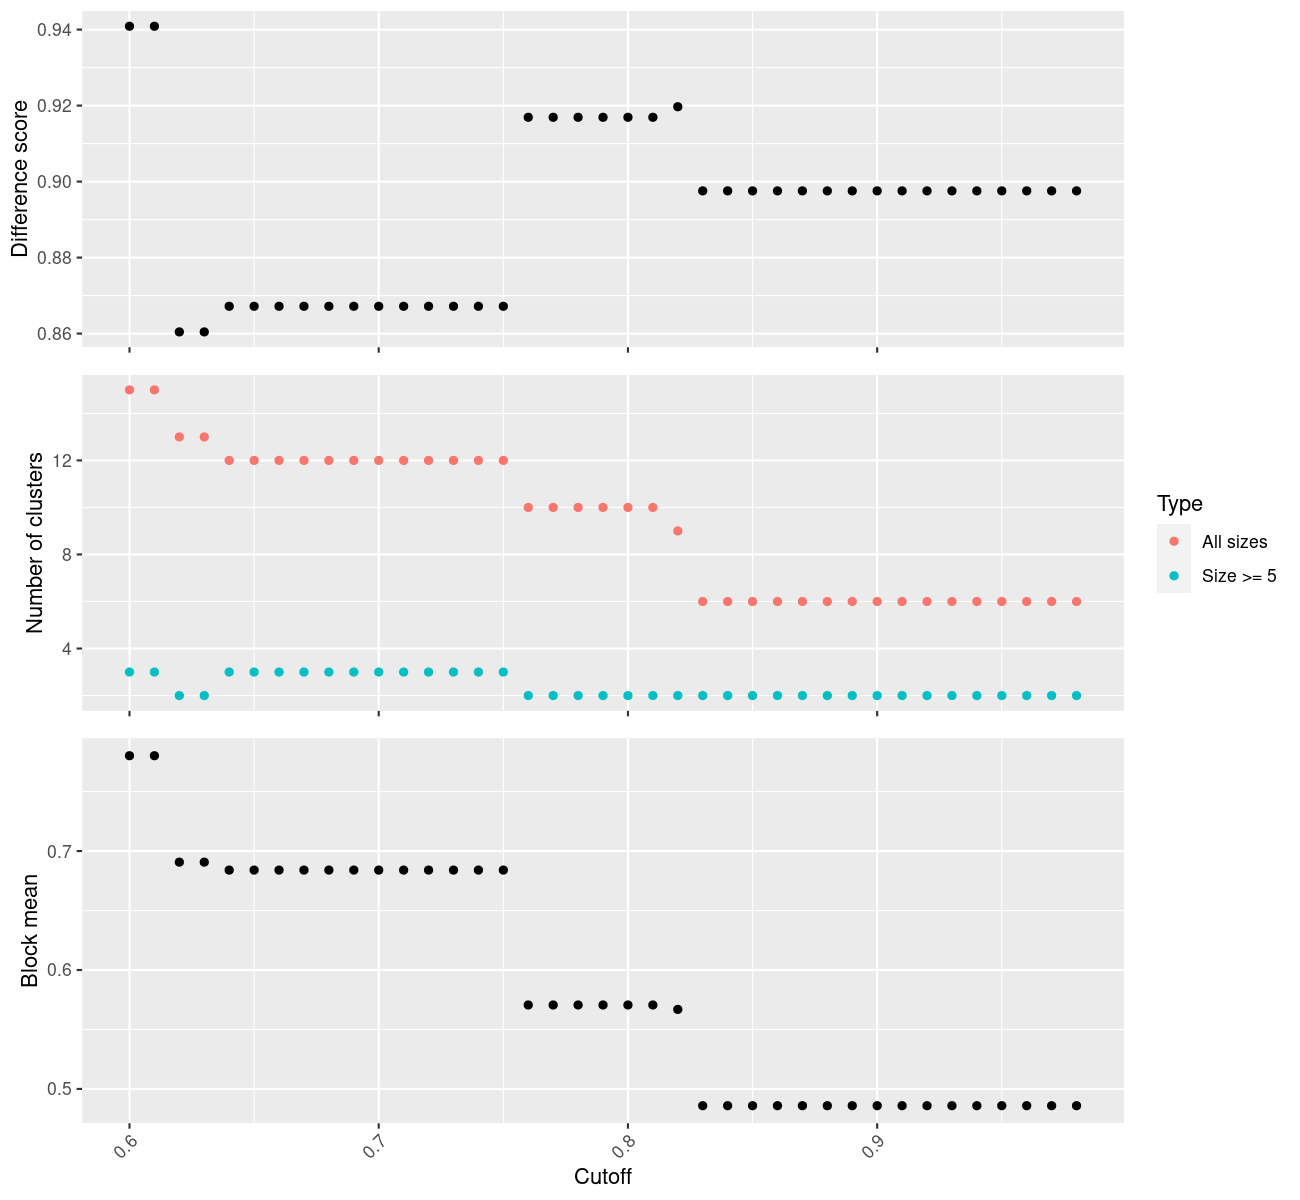 Difference score
0.94
0.92
0.90
0.88
0.86
Number of clusters
12
8
4
Type
All sizes
Size >= 5
Block mean
0.7
0.6
0.5
0.6
0.7
0.8
0.9
Cutoff